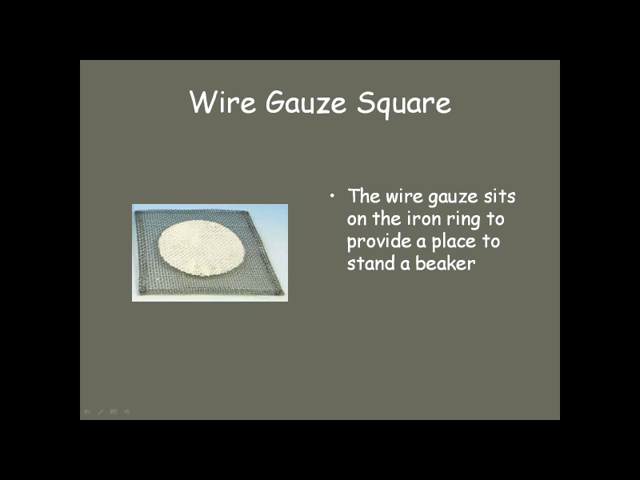 Wire Gauze Square
• The wire gauze sits
on the iron ring to
provide a place to
stand a beaker